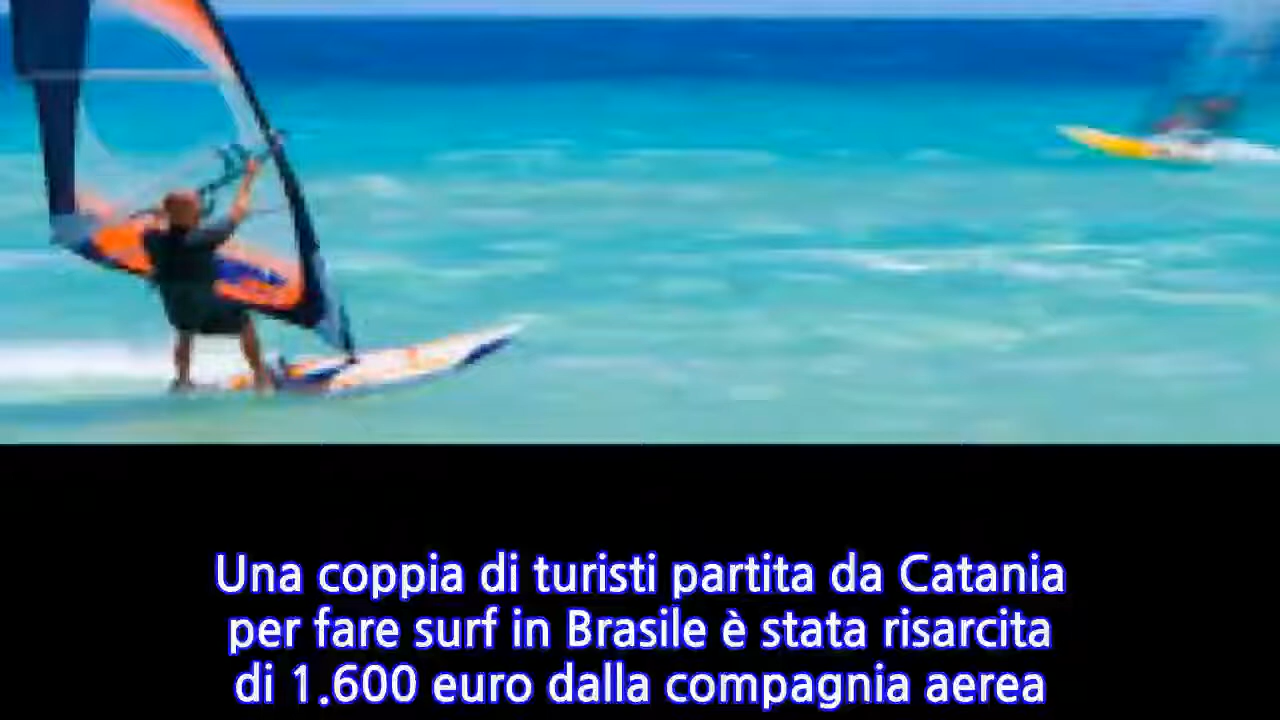 Una coppia di turisti partita da Catania
per fare surf in Brasile è stata risarcita
di 1.600 euro dalla compagnia aerea